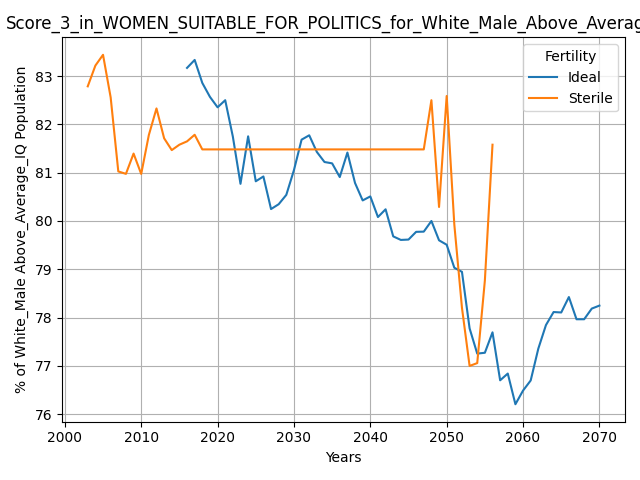 Score_3_in_WOMEN_SUITABLE_FOR_POLITICS_for_White_Male_Above_Averag
Fertility
Ideal
Sterile
% of White_Male Above_Average_IQ Population
83
82
81
80
79
78
77
76
2000 2010 2020 2030 2040 2050 2060 2070
Years